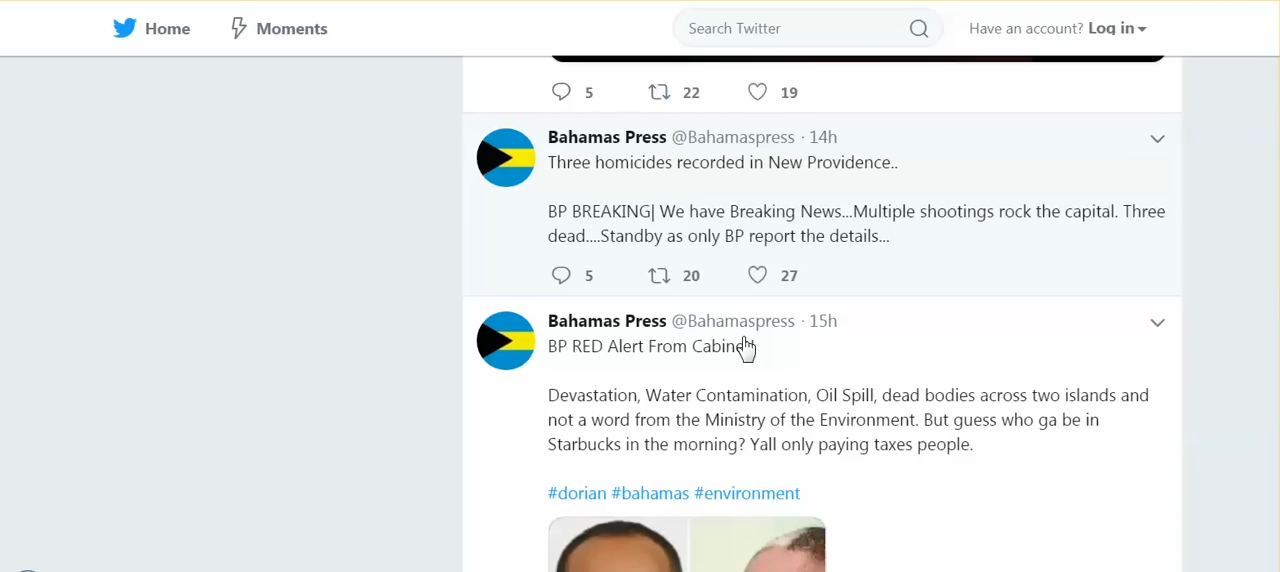 Home Moments Search Twitter Have an account? Log in
5 22 19
Bahamas Press @Bahamaspress · 14h
Three homicides recorded in New Providence..
BP BREAKING| We have Breaking News...Multiple shootings rock the capital. Three
dead....Standby as only BP report the details...
5 20 27
Bahamas Press @Bahamaspress · 15h
BP RED Alert From
Devastation, Water Contamination, Oil Spill, dead bodies across two islands and
not a word from the Ministry of the Environment. But guess who ga be in
Starbucks in the morning? Yall only paying taxes people.
#dorian #bahamas #environment